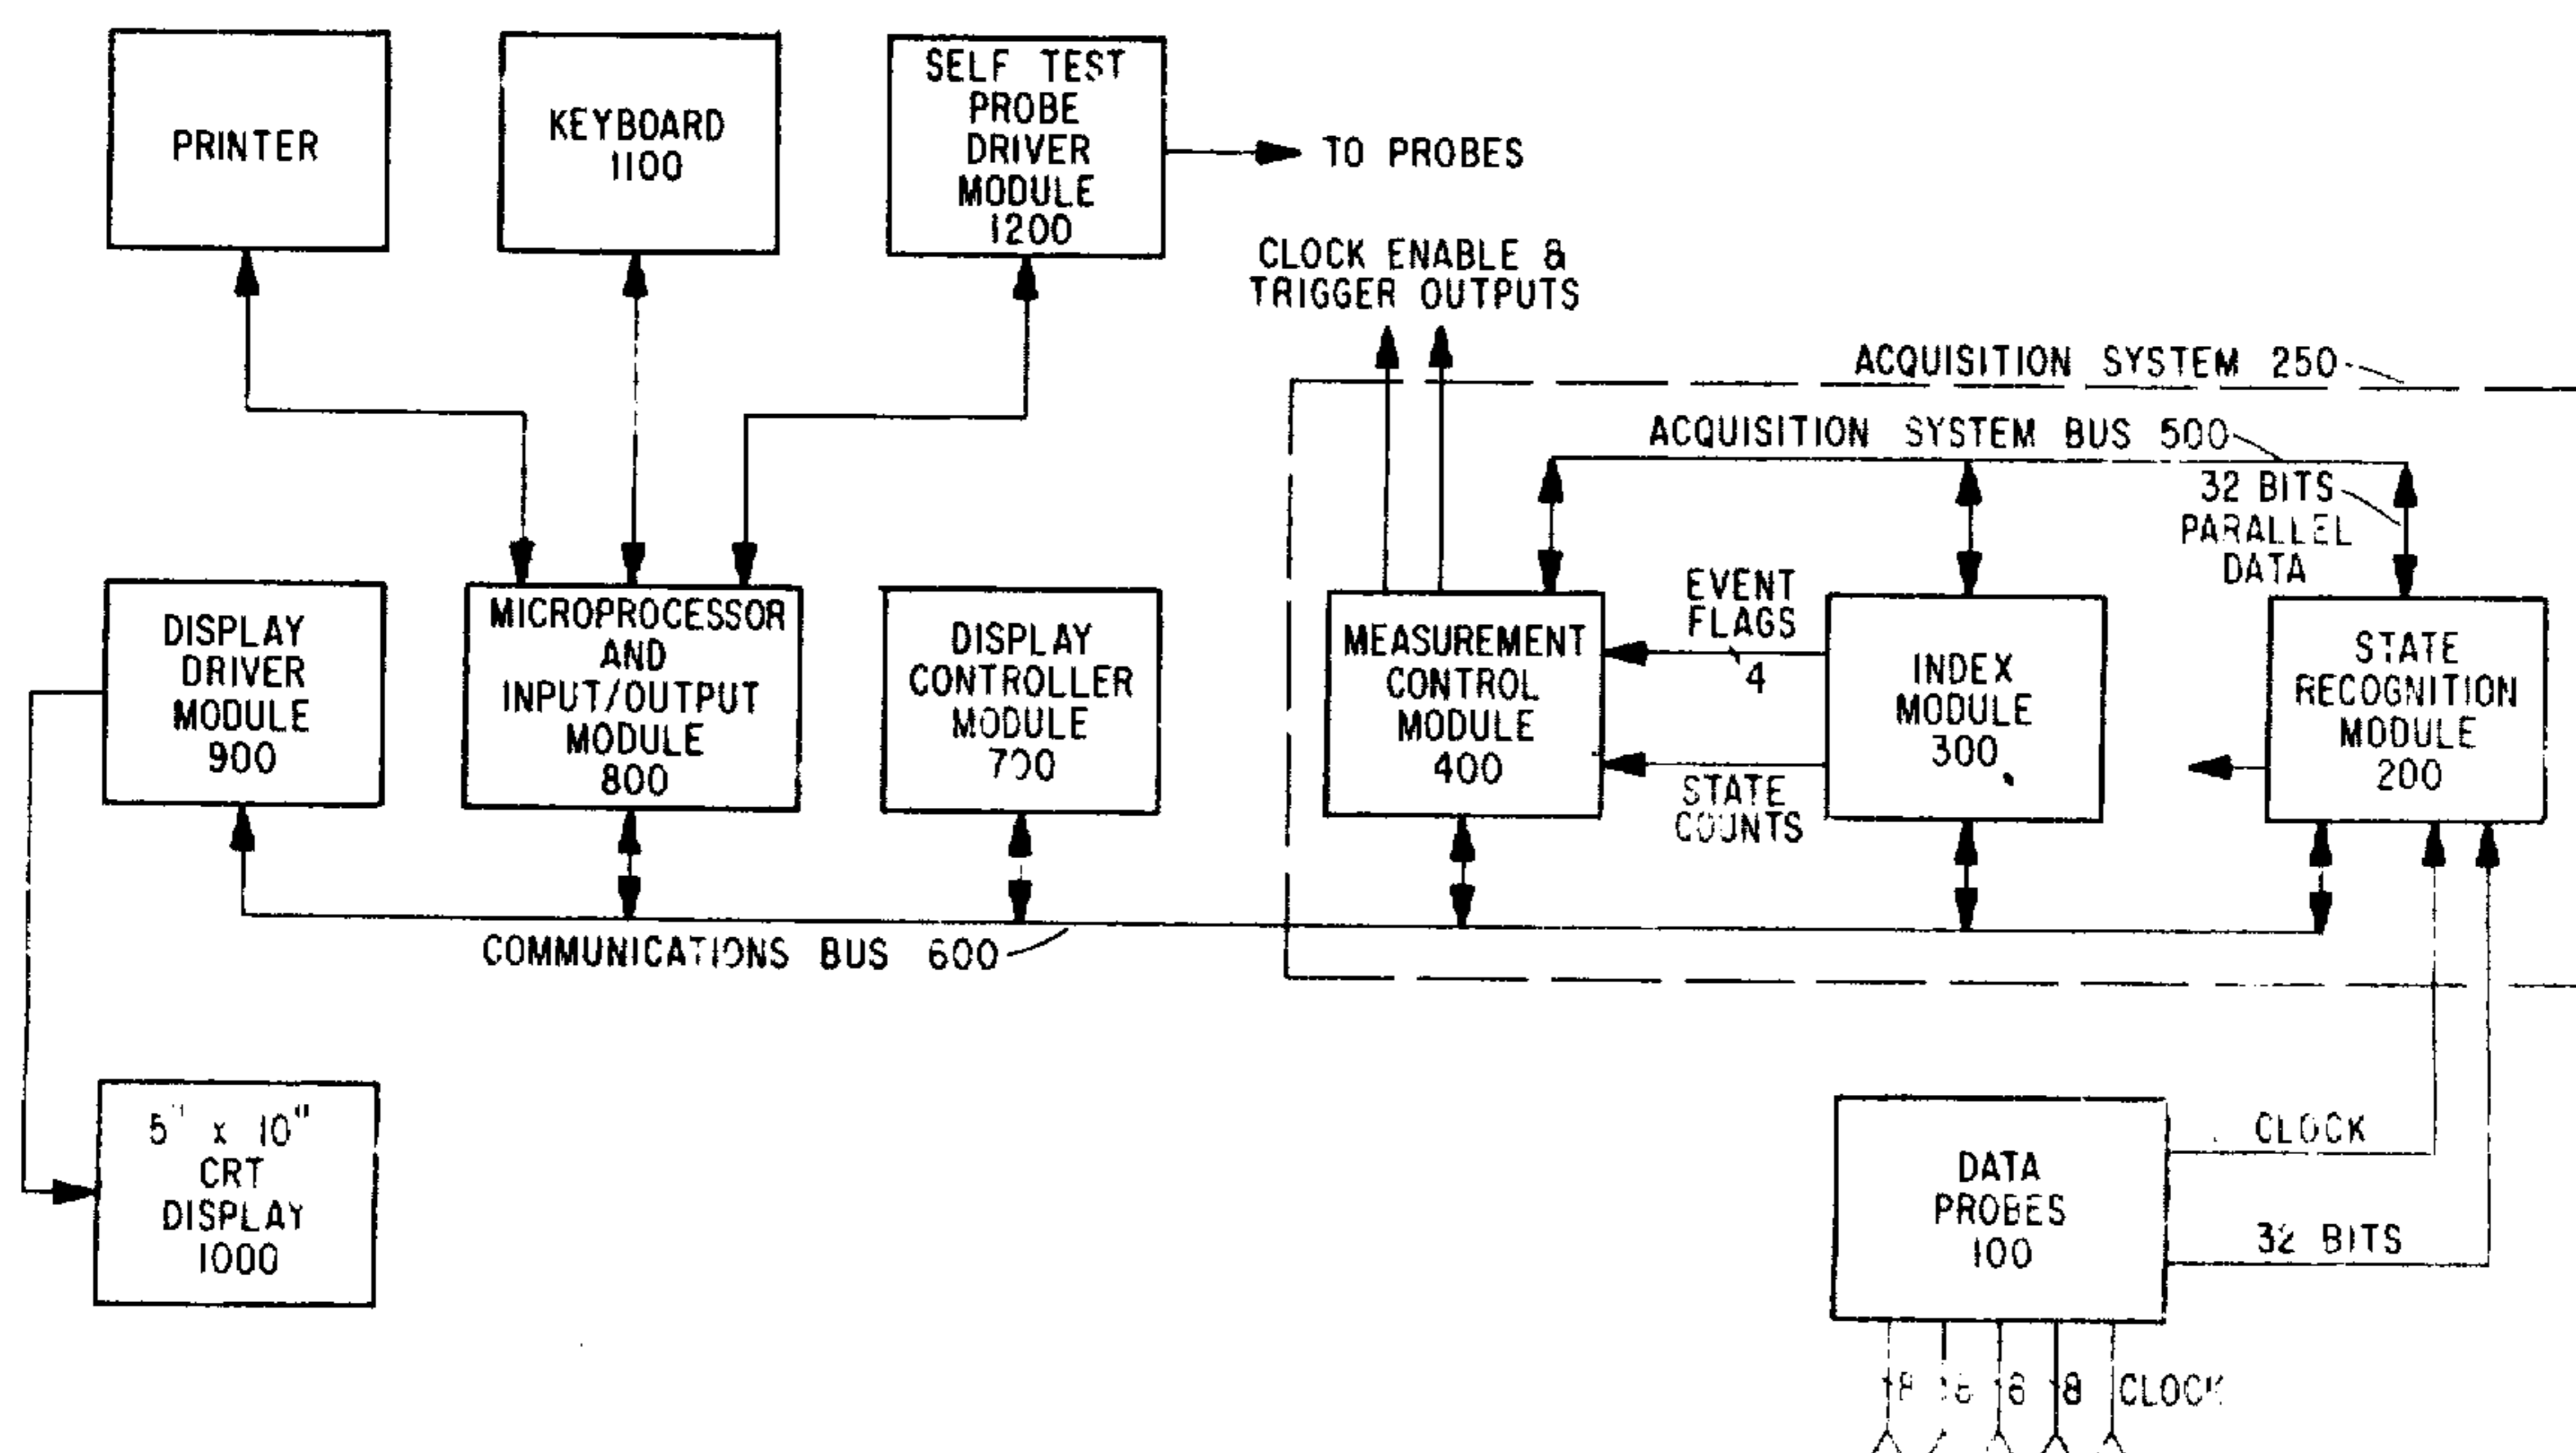 PRINTER
KEYBOARD
1100
SELF TEST
PROBE
DRIVER
MODULE
1200
TO PROBES
CLOCK ENABLE &
TRIGGER OUTPUTS
ACQUISITION SYSTEM 250
ACQUISITION SYSTEM BUS 500
32 BITS
PARALLEL
DATA
DISPLAY
DRIVER
MODULE
900
MICROPROCESSOR
AND
INPUT/OUTPUT
MODULE
800
DISPLAY
CONTROLLER
MODULE
700
MEASUREMENT
CONTROL
MODULE
400
EVENT
FLAGS
4
STATE
COUNTS
INDEX
MODULE
300
STATE
RECOGNITION
MODULE
200
COMMUNICATIONS BUS 600
5" x 10"
CRT
DISPLAY
1000
DATA
PROBES
100
CLOCK
32 BITS
8 CLOCK